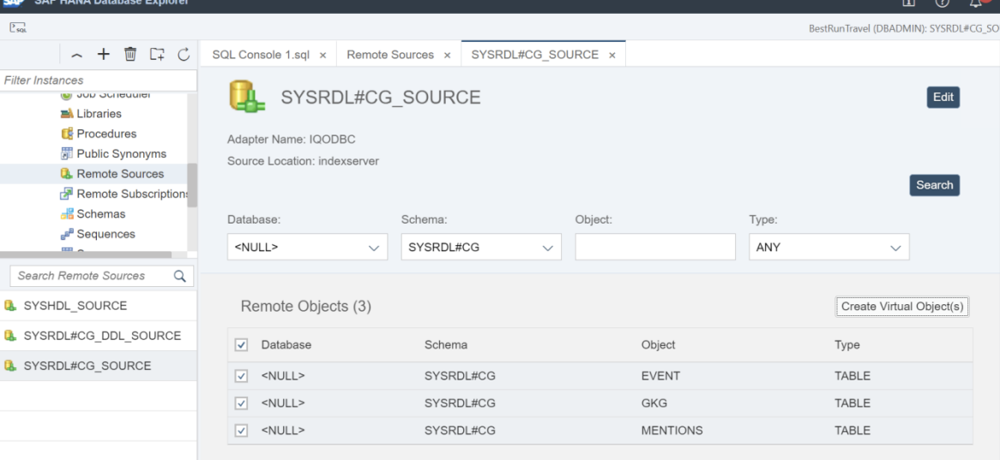 SAP SAP HANA Database Explorer
SQL
BestRunTravel (DBADMIN): SYSRDL#CG_SO
SQL Console 1.sql × Remote Sources × SYSRDL#CG_SOURCE ×
Filter Instances
Job Scheduler
Libraries
Procedures
Public Synonyms
Remote Sources
Remote Subscriptions
Schemas
Sequences
Search Remote Sources
SYSHDL_SOURCE
SYSRDL#CG_DDL_SOURCE
SYSRDL#CG_SOURCE
SYSRDL#CG_SOURCE
Edit
Adapter Name: IQODBC
Source Location: indexserver
Search
Database: Schema: Object: Type:
<NULL> SYSRDL#CG ANY
Remote Objects (3)
Create Virtual Object(s)
Database Schema Object Type
<NULL> SYSRDL#CG EVENT TABLE
<NULL> SYSRDL#CG GKG TABLE
<NULL> SYSRDL#CG MENTIONS TABLE